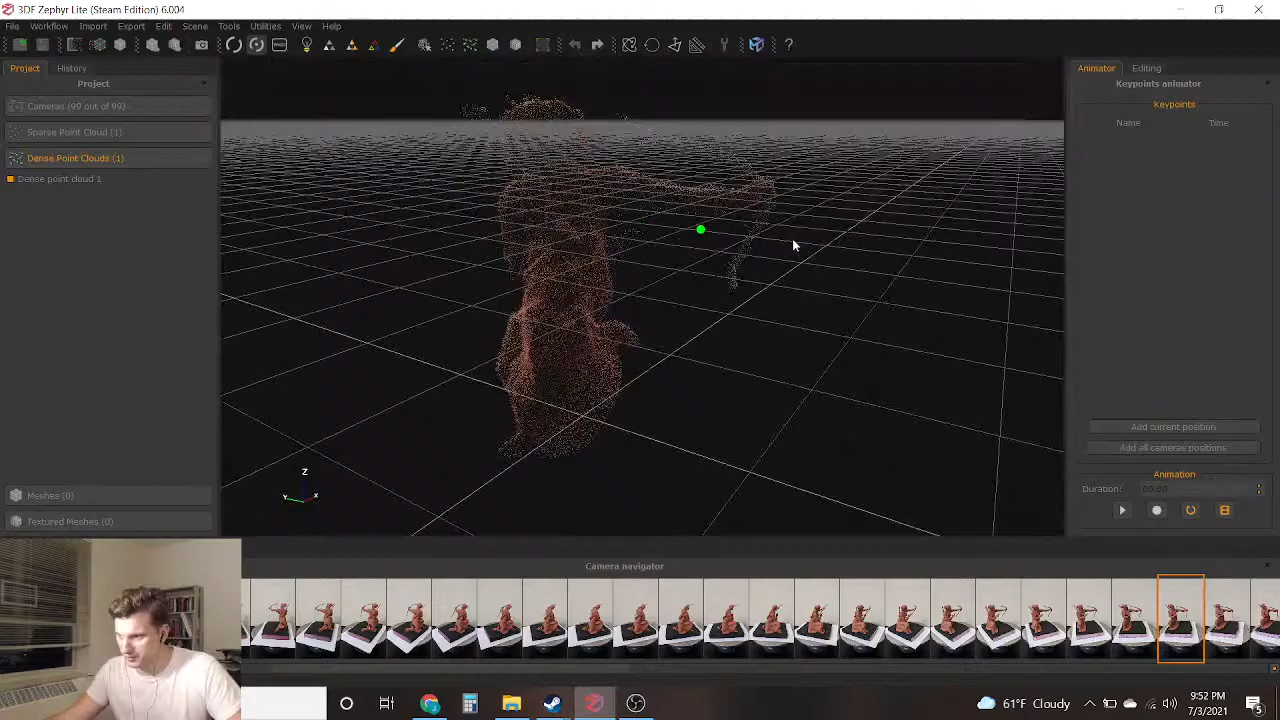 3DF Zephyr Lite (Steam Edition) 6.004
File Workflow Import Export Edit Scene Tools Utilities View Help
Project History
Project
Cameras (99 out of 99)
Sparse Point Cloud (1)
Dense Point Clouds (1)
Dense point cloud 1
Meshes (0)
Textured Meshes (0)
Z
Y X
Animator Editing
Keypoints animator
Keypoints
Name Time
Add current position
Add all cameras positions
Animation
Duration: 00:00
Camera navigator
61°F Cloudy
9:52 PM
7/3/2021
5